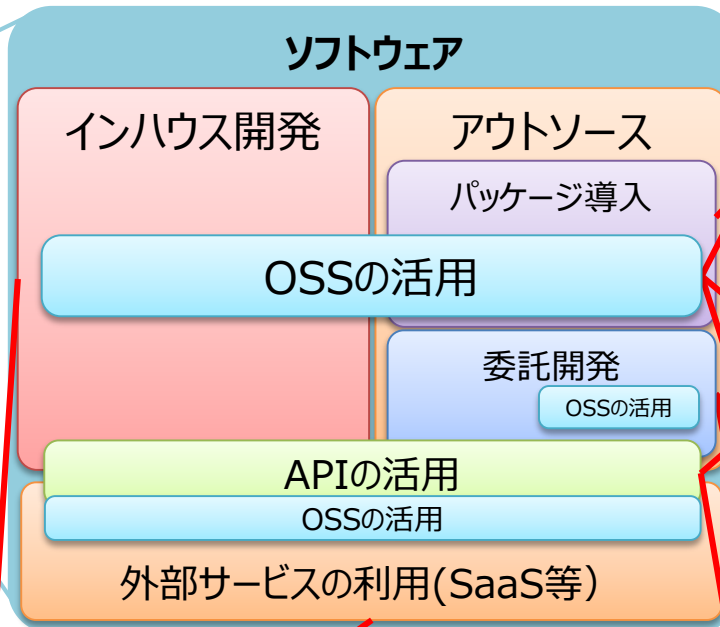 ソフトウェア
インハウス開発
アウトソース
パッケージ導入
OSSの活用
委託開発
OSSの活用
APIの活用
OSSの活用
外部サービスの利用(SaaS等）